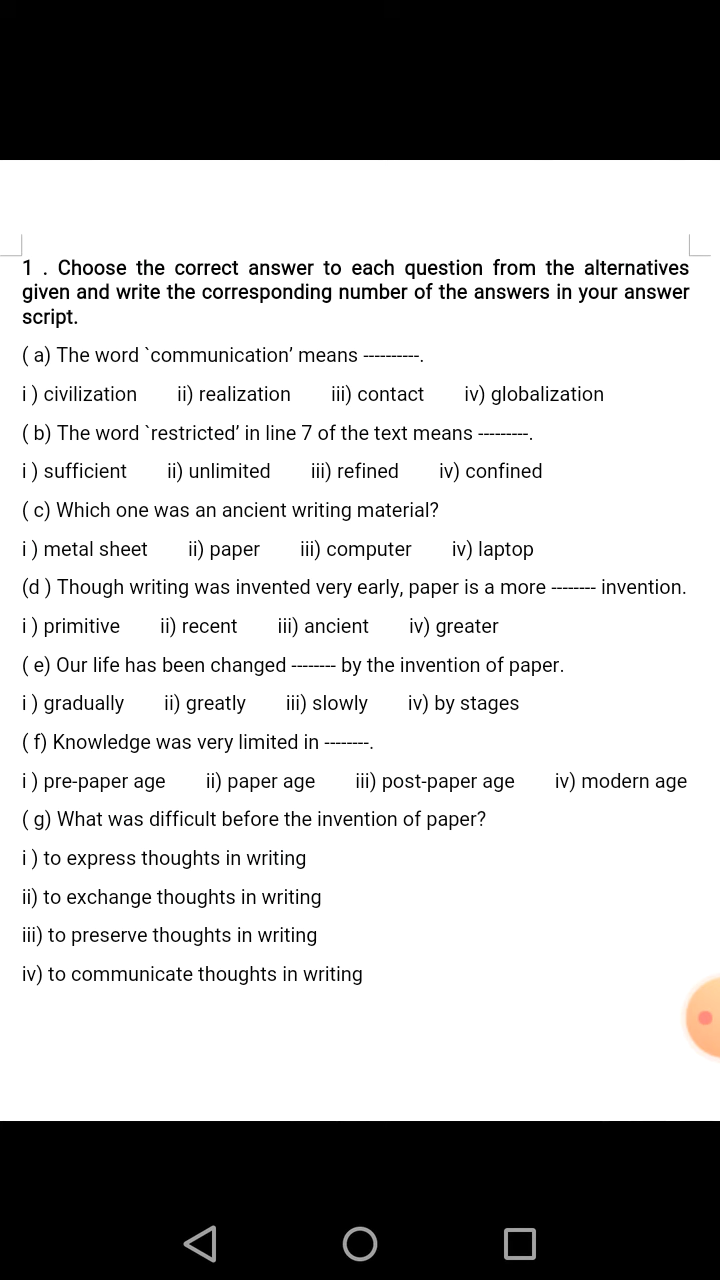 1 . Choose the correct answer to each question from the alternatives
given and write the corresponding number of the answers in your answer
script.
( a) The word `communication’ means ----------.
i ) civilization ii) realization iii) contact iv) globalization
( b) The word `restricted’ in line 7 of the text means ---------.
i ) sufficient ii) unlimited iii) refined iv) confined
( c) Which one was an ancient writing material?
i ) metal sheet ii) paper iii) computer iv) laptop
(d ) Though writing was invented very early, paper is a more -------- invention.
i ) primitive ii) recent iii) ancient iv) greater
( e) Our life has been changed -------- by the invention of paper.
i ) gradually ii) greatly iii) slowly iv) by stages
( f) Knowledge was very limited in --------.
i ) pre-paper age ii) paper age iii) post-paper age iv) modern age
( g) What was difficult before the invention of paper?
i ) to express thoughts in writing
ii) to exchange thoughts in writing
iii) to preserve thoughts in writing
iv) to communicate thoughts in writing